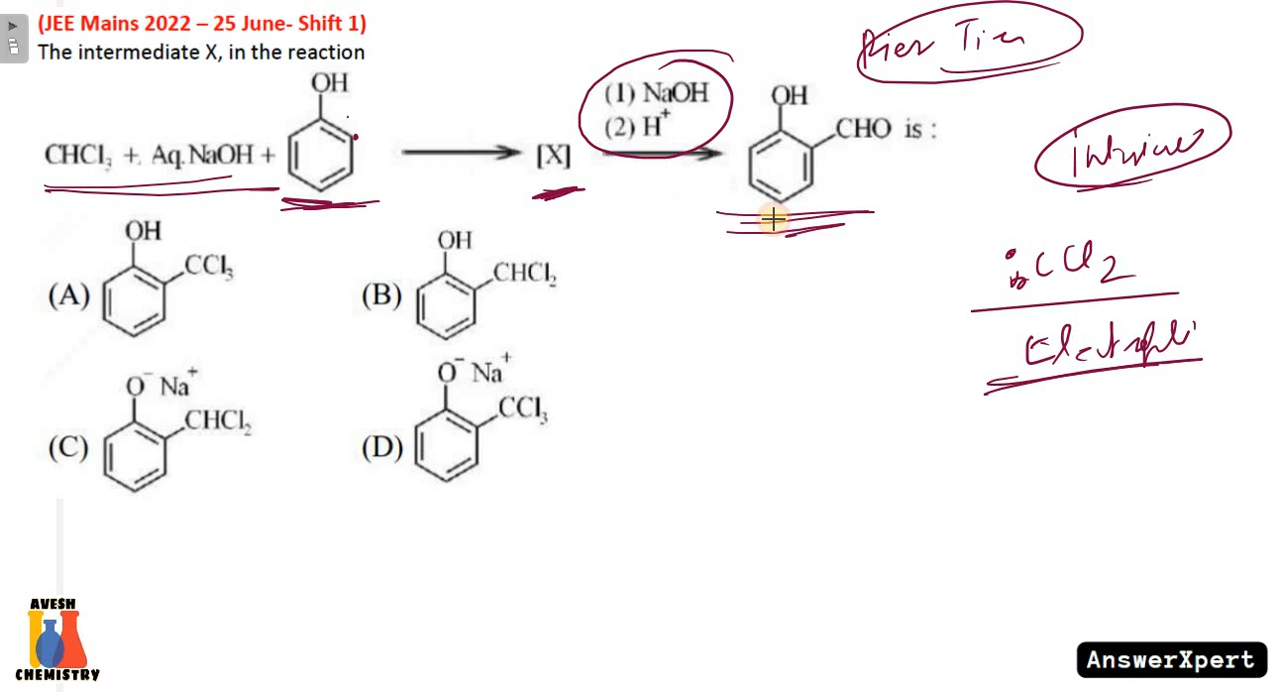 (JEE Mains 2022 – 25 June- Shift 1)
The intermediate X, in the reaction
OH
CHCl₃ + Aq.NaOH +
[X]
(1) NaOH
(2) H⁺
OH
CHO is :
(A)
OH
CCl₃
(B)
OH
CHCl₂
(C)
O⁻ Na⁺
CHCl₂
(D)
O⁻ Na⁺
CCl₃
:CCl₂
AVESH
CHEMISTRY
AnswerXpert